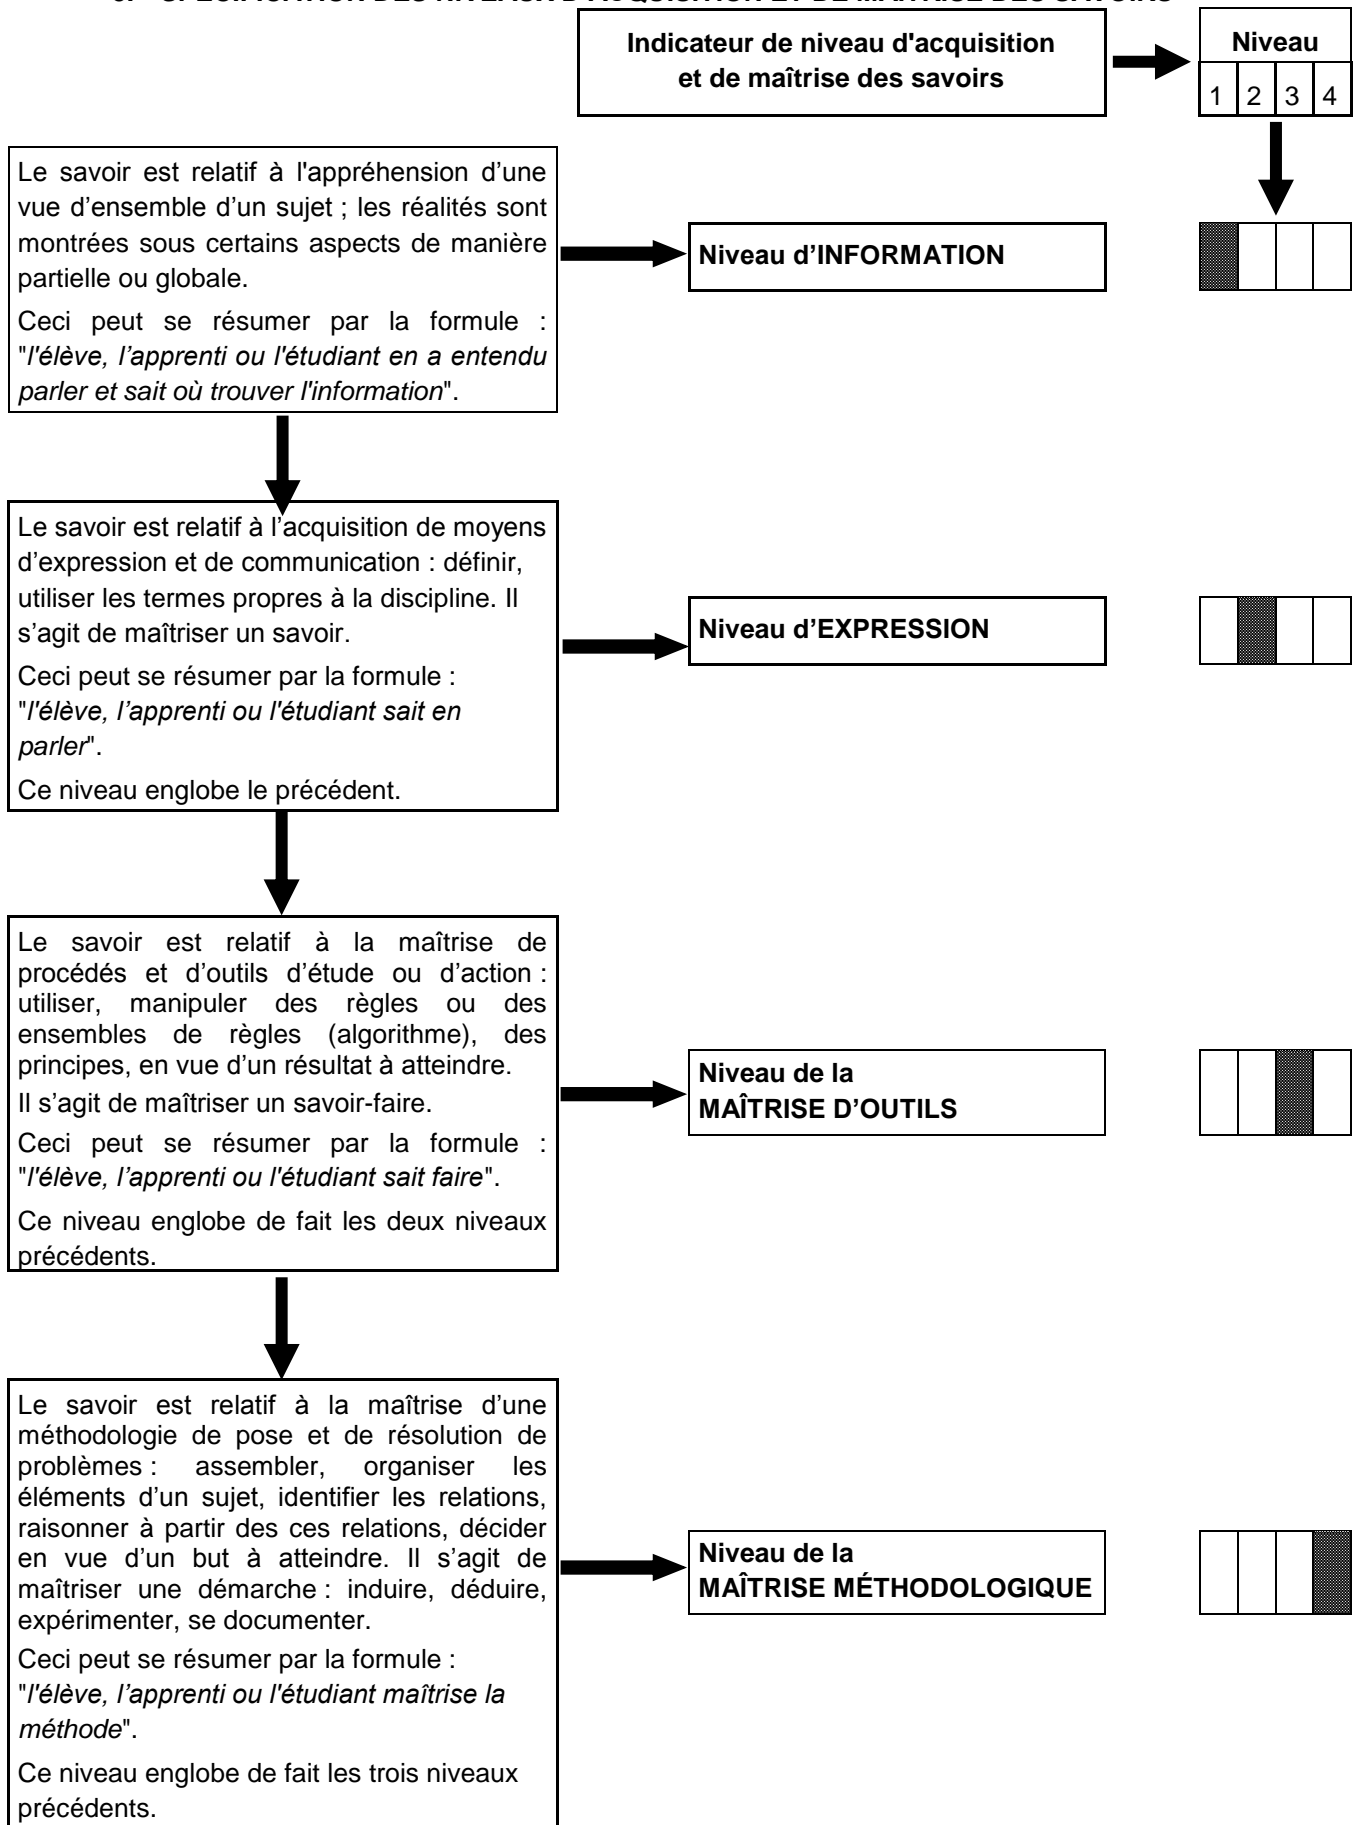 Indicateur de niveau d'acquisition
et de maîtrise des savoirs
Niveau
1 2 3 4
Le savoir est relatif à l'appréhension d’une
vue d’ensemble d’un sujet ; les réalités sont
montrées sous certains aspects de manière
partielle ou globale.
Ceci peut se résumer par la formule :
"l'élève, l’apprenti ou l'étudiant en a entendu
parler et sait où trouver l'information".
Niveau d’INFORMATION
Le savoir est relatif à l’acquisition de moyens
d’expression et de communication : définir,
utiliser les termes propres à la discipline. Il
s’agit de maîtriser un savoir.
Ceci peut se résumer par la formule :
"l'élève, l’apprenti ou l'étudiant sait en
parler".
Ce niveau englobe le précédent.
Niveau d’EXPRESSION
Le savoir est relatif à la maîtrise de
procédés et d’outils d’étude ou d’action :
utiliser, manipuler des règles ou des
ensembles de règles (algorithme), des
principes, en vue d’un résultat à atteindre.
Il s’agit de maîtriser un savoir-faire.
Ceci peut se résumer par la formule :
"l'élève, l’apprenti ou l'étudiant sait faire".
Ce niveau englobe de fait les deux niveaux
précédents.
Niveau de la
MAÎTRISE D’OUTILS
Le savoir est relatif à la maîtrise d’une
méthodologie de pose et de résolution de
problèmes : assembler, organiser les
éléments d’un sujet, identifier les relations,
raisonner à partir des ces relations, décider
en vue d’un but à atteindre. Il s’agit de
maîtriser une démarche : induire, déduire,
expérimenter, se documenter.
Ceci peut se résumer par la formule :
"l'élève, l’apprenti ou l'étudiant maîtrise la
méthode".
Ce niveau englobe de fait les trois niveaux
précédents.
Niveau de la
MAÎTRISE MÉTHODOLOGIQUE